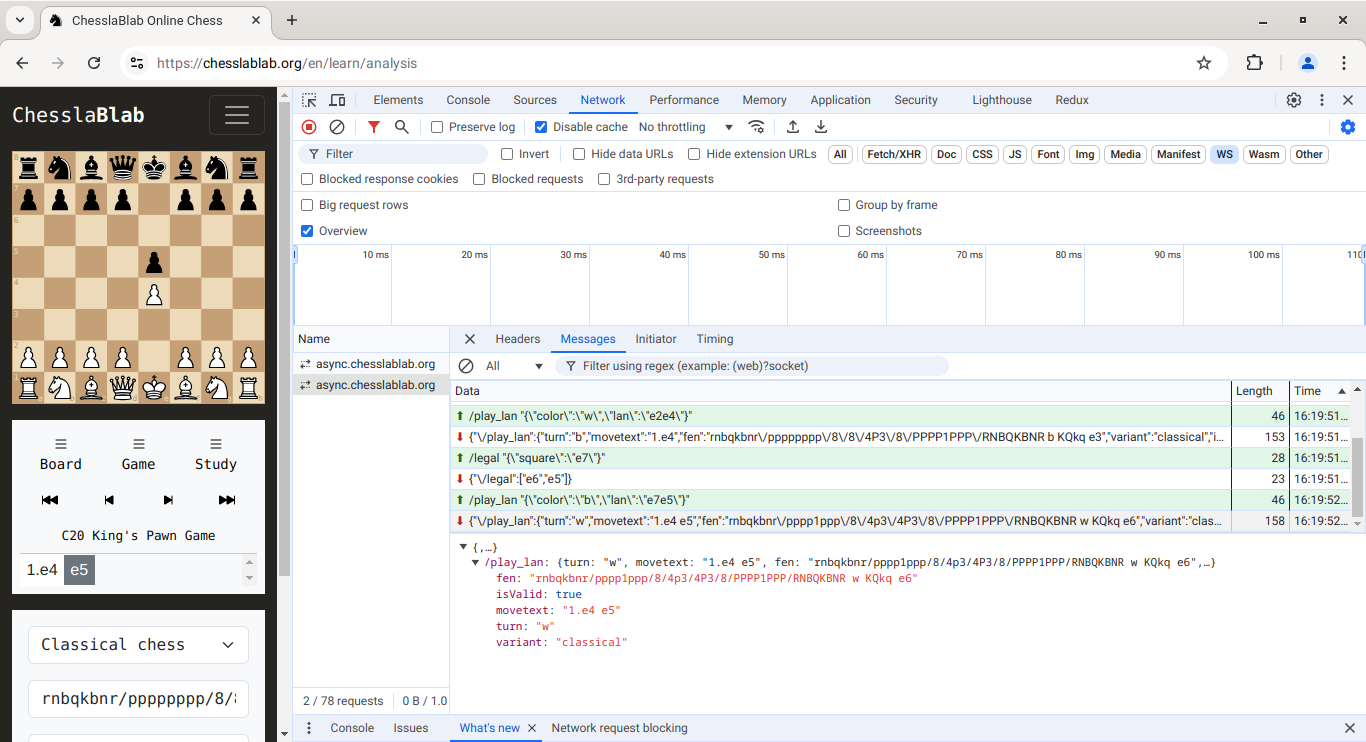 ChesslaBlab Online Chess
https://chesslablab.org/en/learn/analysis
ChesslaBlab
8
7
6
5
4
3
2
1
Board Game Study
C20 King's Pawn Game
1.e4 e5
Classical chess
rnbqkbnr/pppppppp/8/8
Elements Console Sources Network Performance Memory Application Security Lighthouse Redux
Preserve log Disable cache No throttling
Filter Invert Hide data URLs Hide extension URLs All Fetch/XHR Doc CSS JS Font Img Media Manifest WS Wasm Other
Blocked response cookies Blocked requests 3rd-party requests
Big request rows Group by frame
Overview Screenshots
10 ms 20 ms 30 ms 40 ms 50 ms 60 ms 70 ms 80 ms 90 ms 100 ms 110
Name
async.chesslablab.org
async.chesslablab.org
2 / 78 requests 0 B / 1.0
Headers Messages Initiator Timing
All Filter using regex (example: (web)?socket)
Data Length Time
/play_lan "{\"color\":\"w\",\"lan\":\"e2e4\"}" 46 16:19:51…
{"\/play_lan":{"turn":"b","movetext":"1.e4","fen":"rnbqkbnr\/pppppppp\/8\/8\/4P3\/8\/PPPP1PPP\/RNBQKBNR b KQkq e3","variant":"classical","i… 153 16:19:51…
/legal "{\"square\":\"e7\"}" 28 16:19:51…
{"\/legal":["e6","e5"]} 23 16:19:51…
/play_lan "{\"color\":\"b\",\"lan\":\"e7e5\"}" 46 16:19:52…
{"\/play_lan":{"turn":"w","movetext":"1.e4 e5","fen":"rnbqkbnr\/pppp1ppp\/8\/4p3\/4P3\/8\/PPPP1PPP\/RNBQKBNR w KQkq e6","variant":"clas… 158 16:19:52…
{,…}
/play_lan: {turn: "w", movetext: "1.e4 e5", fen: "rnbqkbnr/pppp1ppp/8/4p3/4P3/8/PPPP1PPP/RNBQKBNR w KQkq e6",…}
fen: "rnbqkbnr/pppp1ppp/8/4p3/4P3/8/PPPP1PPP/RNBQKBNR w KQkq e6"
isValid: true
movetext: "1.e4 e5"
turn: "w"
variant: "classical"
Console Issues What's new Network request blocking